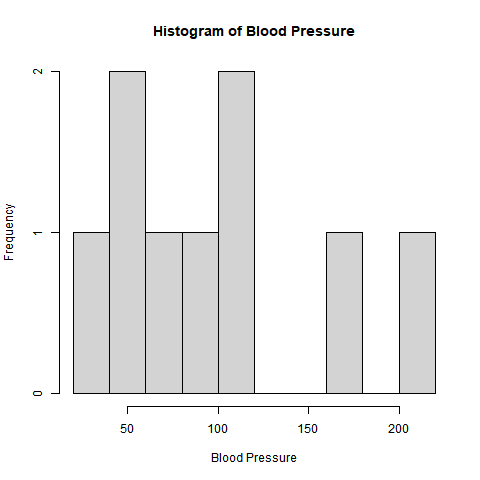 Histogram of Blood Pressure
Frequency
2
1
0
50 100 150 200
Blood Pressure